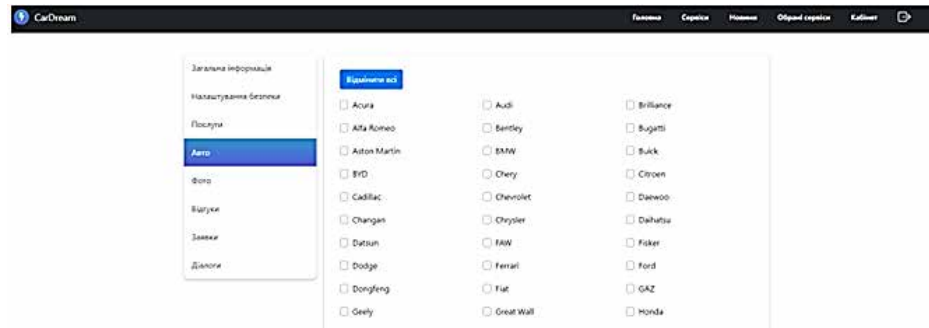 CarDream Головна Сервіси Новини Обрані сервіси Кабінет
Загальна інформація
Налаштування безпеки
Послуги
Авто
Фото
Відгуки
Заявки
Діалоги
Відмінити всі
Acura Audi Brilliance
Alfa Romeo Bentley Bugatti
Aston Martin BMW Buick
BYD Chery Citroen
Cadillac Chevrolet Daewoo
Changan Chrysler Daihatsu
Datsun FAW Fisker
Dodge Ferrari Ford
Dongfeng Fiat GAZ
Geely Great Wall Honda